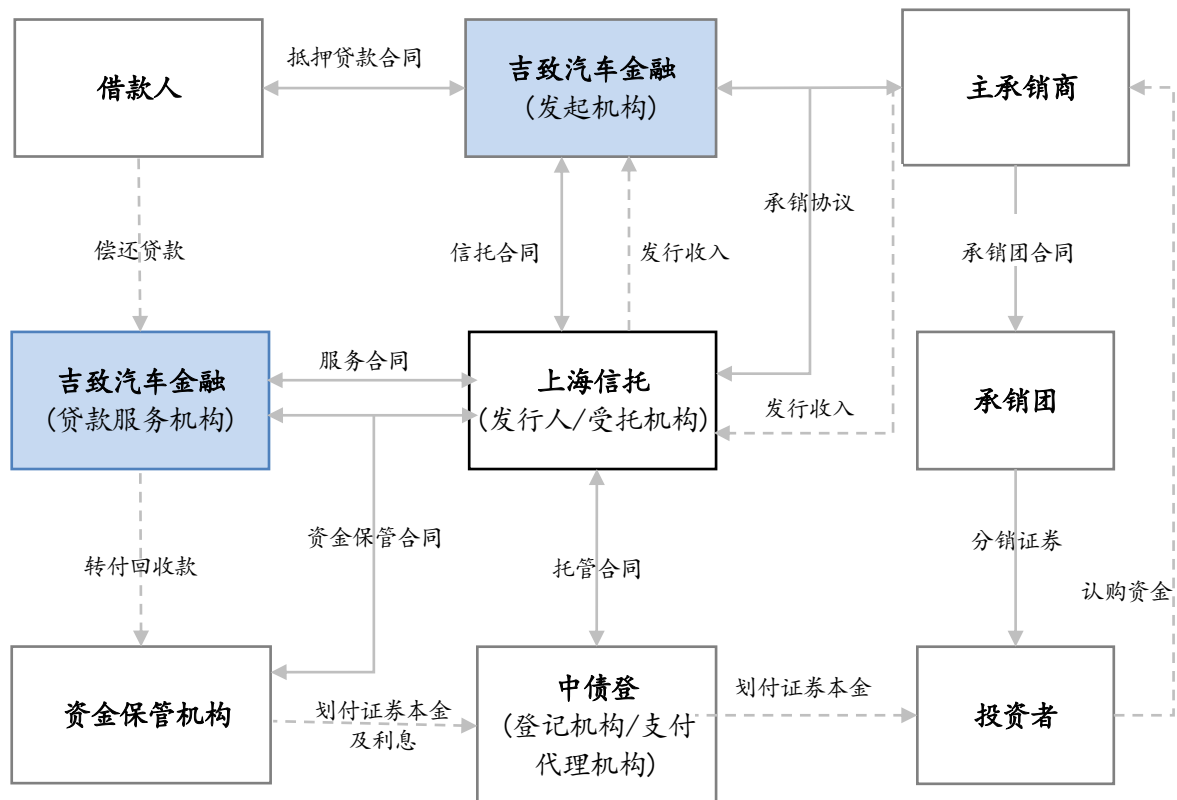 借款人
抵押贷款合同
吉致汽车金融
(发起机构)
主承销商
承销协议
偿还贷款
信托合同
发行收入
承销团合同
吉致汽车金融
(贷款服务机构)
服务合同
上海信托
(发行人/受托机构)
发行收入
承销团
资金保管合同
转付回收款
托管合同
分销证券
认购资金
资金保管机构
划付证券本金
及利息
中债登
(登记机构/支付
代理机构)
划付证券本金
投资者